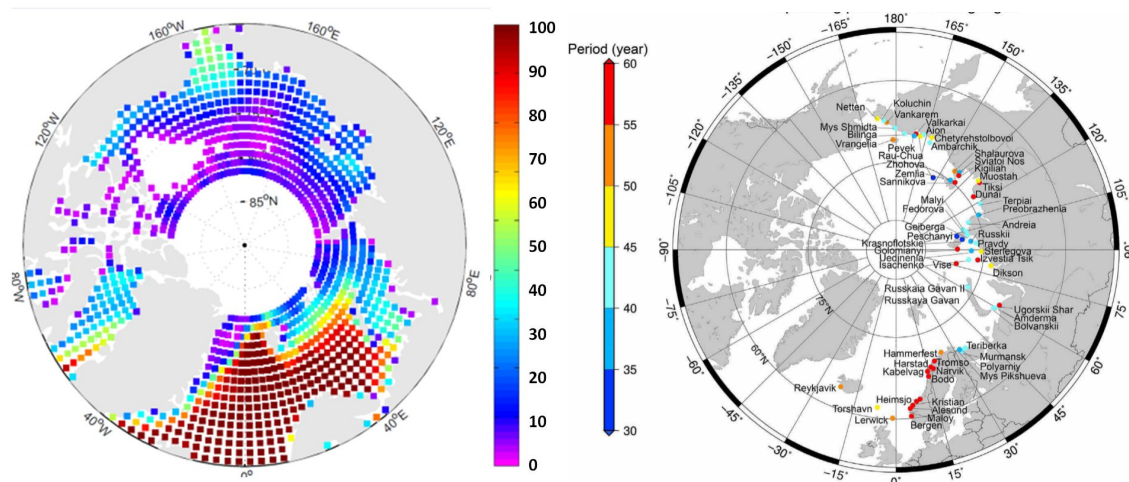 160°W
160°E
120°W
120°E
85°N
80°W
80°E
40°W
40°E
0°
100
90
80
70
60
50
40
30
20
10
0
Period (year)
60
55
50
45
40
35
30
180°
165°
150°
135°
120°
105°
75°
60°
45°
30°
15°
0°
−15°
−30°
−45°
−60°
−75°
−90°
−105°
−120°
−135°
−150°
−165°
75°N
60°N
Netten
Koluchin
Vankarem
Mys Shmidta
Valkarkai
Bilinga
Aion
Vrangelia
Chetyrehstolbovoi
Pevek
Ambarchik
Rau-Chua
Shalaurova
Zhohova
Sviatoi Nos
Zemlia
Kigiliah
Sannikova
Muostah
Tiksi
Dunai
Malyi
Terpiai
Fedorova
Preobrazhenia
Geiberga
Andreia
Peschanyi
Russkii
Krasnoflotskie
Pravdy
Golomianyi
Sterlegova
Uedinenia
Izvestia Tsik
Isachenko
Vise
Dikson
Russkaia Gavan II
Russkaya Gavan
Ugorskii Shar
Amderma
Bolvanskii
Teriberka
Hammerfest
Murmansk
Harstad
Tromso
Polyarniy
Kabelvag
Narvik
Mys Pikshueva
Bodo
Reykjavik
Heimsjo
Kristian
Torshavn
Alesund
Lerwick
Maloy
Bergen